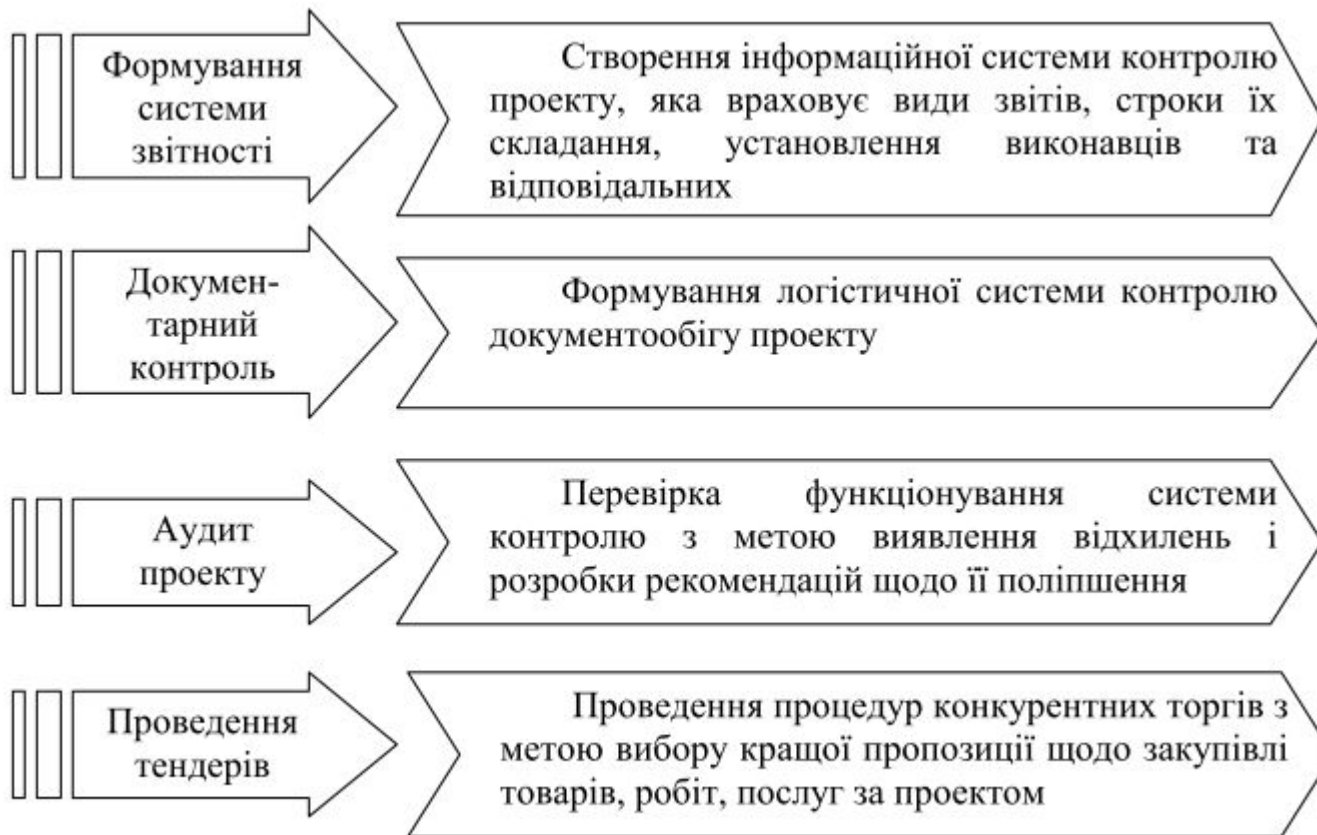 Формування
системи
звітності
Створення інформаційної системи контролю
проекту, яка враховує види звітів, строки їх
складання, установлення виконавців та
відповідальних
Докумен-
тарний
контроль
Формування логістичної системи контролю
документообігу проекту
Аудит
проекту
Перевірка функціонування системи
контролю з метою виявлення відхилень і
розробки рекомендацій щодо її поліпшення
Проведення
тендерів
Проведення процедур конкурентних торгів з
метою вибору кращої пропозиції щодо закупівлі
товарів, робіт, послуг за проектом